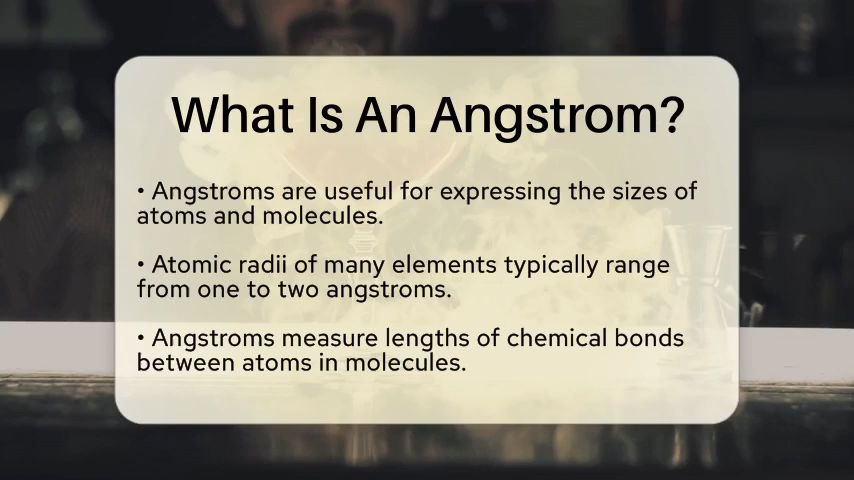 What Is An Angstrom?
• Angstroms are useful for expressing the sizes of
atoms and molecules.
• Atomic radii of many elements typically range
from one to two angstroms.
• Angstroms measure lengths of chemical bonds
between atoms in molecules.